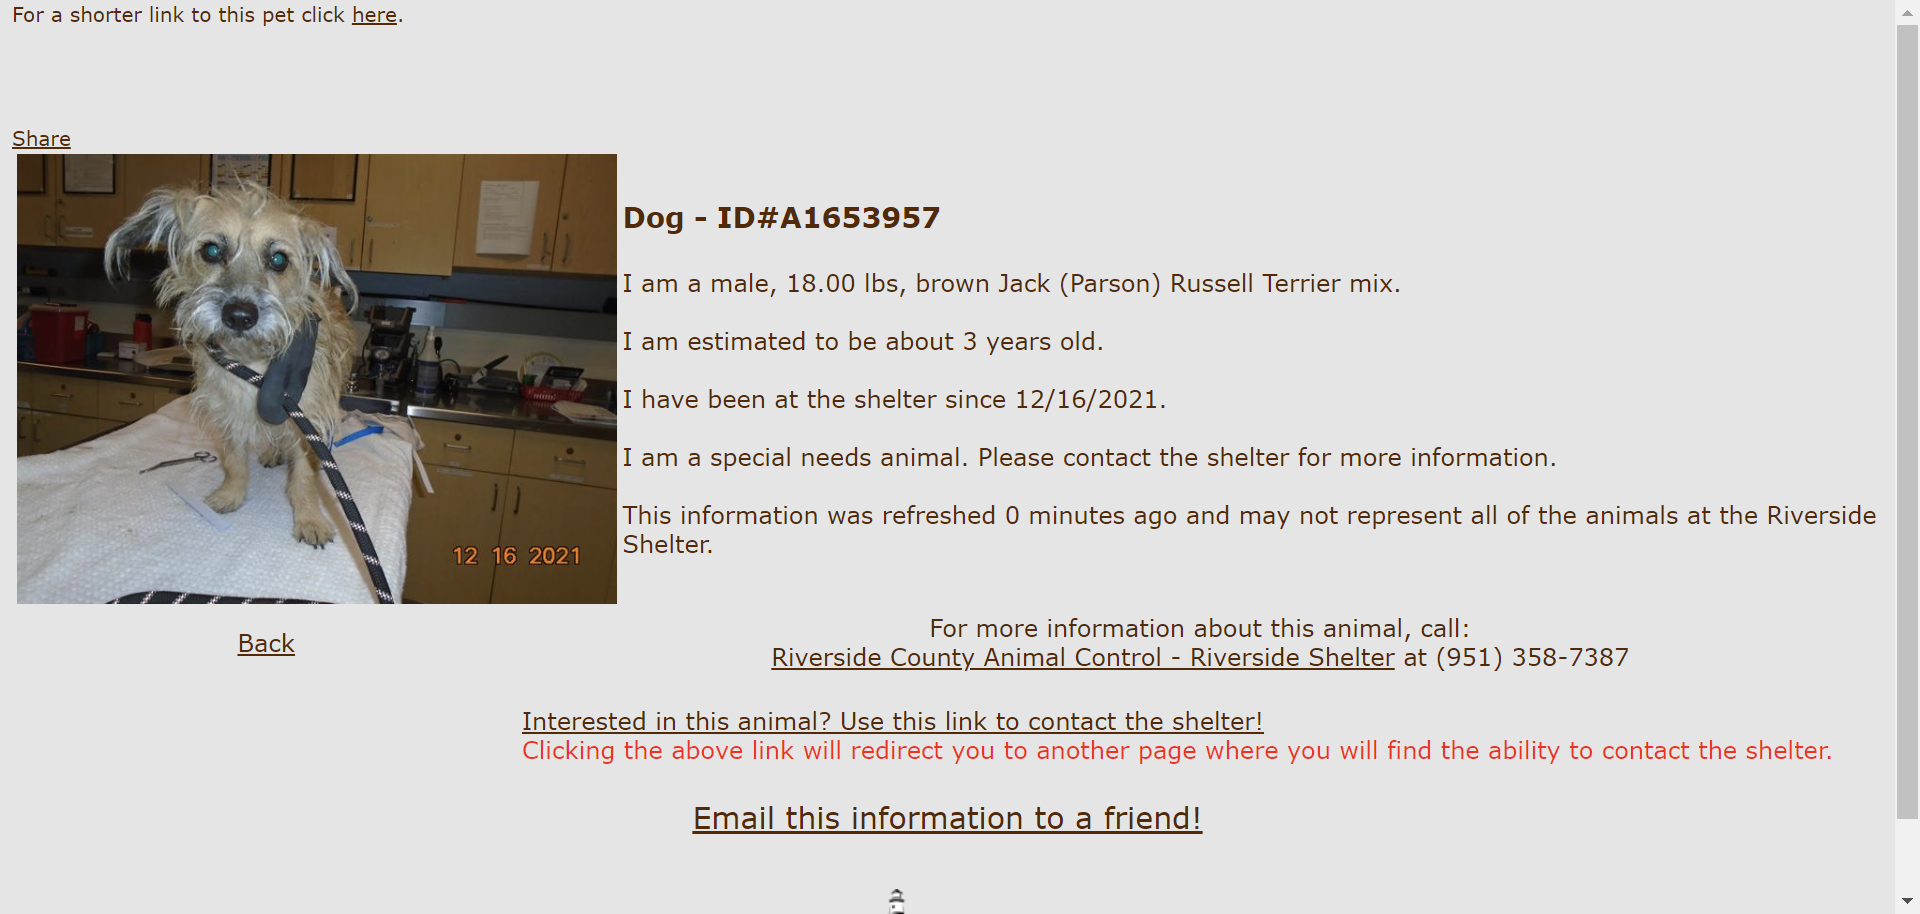 For a shorter link to this pet click here.
Share
Dog - ID#A1653957
I am a male, 18.00 lbs, brown Jack (Parson) Russell Terrier mix.
I am estimated to be about 3 years old.
I have been at the shelter since 12/16/2021.
I am a special needs animal. Please contact the shelter for more information.
This information was refreshed 0 minutes ago and may not represent all of the animals at the Riverside
Shelter.
12 16 2021
Back
For more information about this animal, call:
Riverside County Animal Control - Riverside Shelter at (951) 358-7387
Interested in this animal? Use this link to contact the shelter!
Clicking the above link will redirect you to another page where you will find the ability to contact the shelter.
Email this information to a friend!